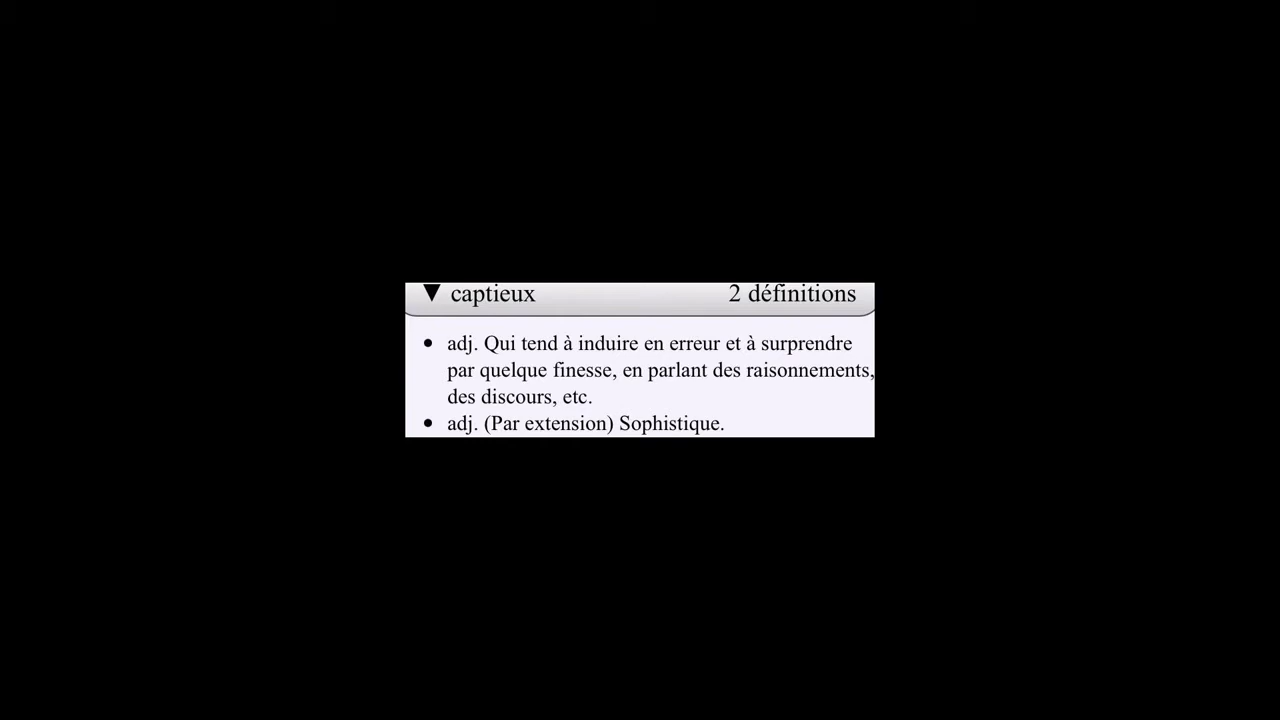 ▼ captieux 2 définitions
• adj. Qui tend à induire en erreur et à surprendre
par quelque finesse, en parlant des raisonnements,
des discours, etc.
• adj. (Par extension) Sophistique.